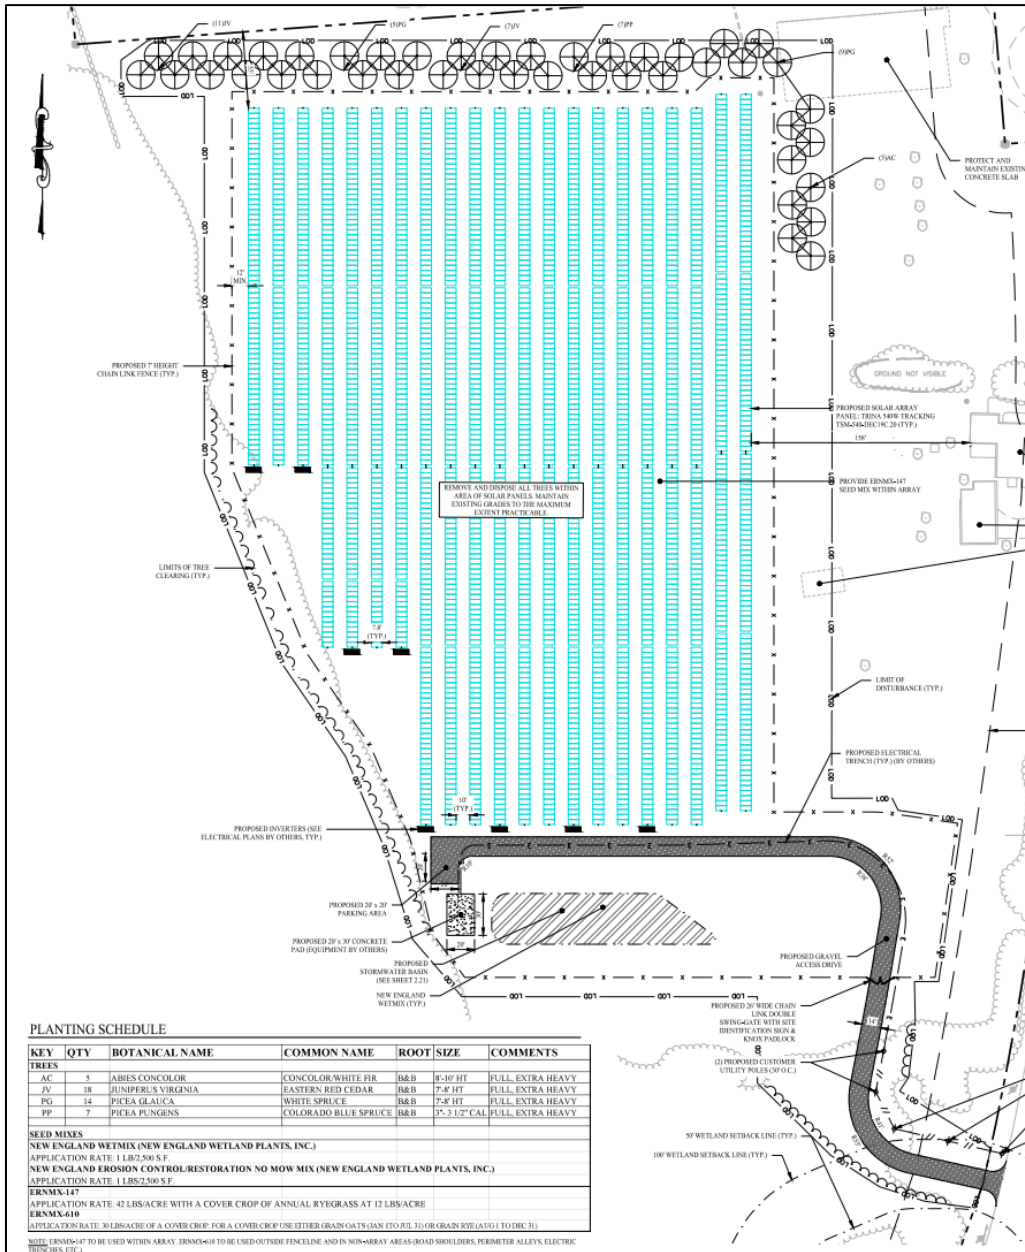 (11)JV
(5)PG
(7)JV
(7)PP
(9)PG
LOD
PROTECT AND
MAINTAIN EXISTING
CONCRETE SLAB
(5)AC
12'
MIN.
PROPOSED 7' HEIGHT
CHAIN LINK FENCE (TYP.)
GROUND NOT VISIBLE
PROPOSED SOLAR ARRAY
PANEL: TRINA 540W TRACKING
TSM-540-DEC19C.20 (TYP.)
158'
REMOVE AND DISPOSE ALL TREES WITHIN
AREA OF SOLAR PANELS. MAINTAIN
EXISTING GRADES TO THE MAXIMUM
EXTENT PRACTICABLE.
PROVIDE ERNMX-147
SEED MIX WITHIN ARRAY
LIMITS OF TREE
CLEARING (TYP.)
7.8'
(TYP.)
LIMIT OF
DISTURBANCE (TYP.)
PROPOSED ELECTRICAL
TRENCH (TYP.) (BY OTHERS)
10'
(TYP.)
PROPOSED INVERTERS (SEE
ELECTRICAL PLANS BY OTHERS, TYP.)
PROPOSED 20' x 20'
PARKING AREA
20'
30'
PROPOSED 20' x 30' CONCRETE
PAD (EQUIPMENT BY OTHERS)
PROPOSED
STORMWATER BASIN
(SEE SHEET 2.21)
NEW ENGLAND
WETMIX (TYP.)
PROPOSED GRAVEL
ACCESS DRIVE
PROPOSED 26' WIDE CHAIN
LINK DOUBLE
SWING-GATE WITH SITE
IDENTIFICATION SIGN &
KNOX PADLOCK
14'
(2) PROPOSED CUSTOMER
UTILITY POLES (30' O.C.)
50' WETLAND SETBACK LINE (TYP.)
100' WETLAND SETBACK LINE (TYP.)
PLANTING SCHEDULE
KEY QTY BOTANICAL NAME COMMON NAME ROOT SIZE COMMENTS
TREES
AC 5 ABIES CONCOLOR CONCOLOR/WHITE FIR B&B 8'-10' HT FULL, EXTRA HEAVY
JV 18 JUNIPERUS VIRGINIA EASTERN RED CEDAR B&B 7'-8' HT FULL, EXTRA HEAVY
PG 14 PICEA GLAUCA WHITE SPRUCE B&B 7'-8' HT FULL, EXTRA HEAVY
PP 7 PICEA PUNGENS COLORADO BLUE SPRUCE B&B 3"- 3 1/2" CAL FULL, EXTRA HEAVY
SEED MIXES
NEW ENGLAND WETMIX (NEW ENGLAND WETLAND PLANTS, INC.)
APPLICATION RATE: 1 LB/2,500 S.F.
NEW ENGLAND EROSION CONTROL/RESTORATION NO MOW MIX (NEW ENGLAND WETLAND PLANTS, INC.)
APPLICATION RATE: 1 LBS/2,500 S.F.
ERNMX-147
APPLICATION RATE: 42 LBS/ACRE WITH A COVER CROP OF ANNUAL RYEGRASS AT 12 LBS/ACRE
ERNMX-610
APPLICATION RATE: 30 LBS/ACRE OF A COVER CROP. FOR A COVER CROP USE EITHER GRAIN OATS (JAN 1 TO JUL 31) OR GRAIN RYE (AUG 1 TO DEC 31)
NOTE: ERNMX-147 TO BE USED WITHIN ARRAY. ERNMX-610 TO BE USED OUTSIDE FENCELINE AND IN NON-ARRAY AREAS (ROAD SHOULDERS, PERIMETER ALLEYS, ELECTRIC
TRENCHES, ETC.)